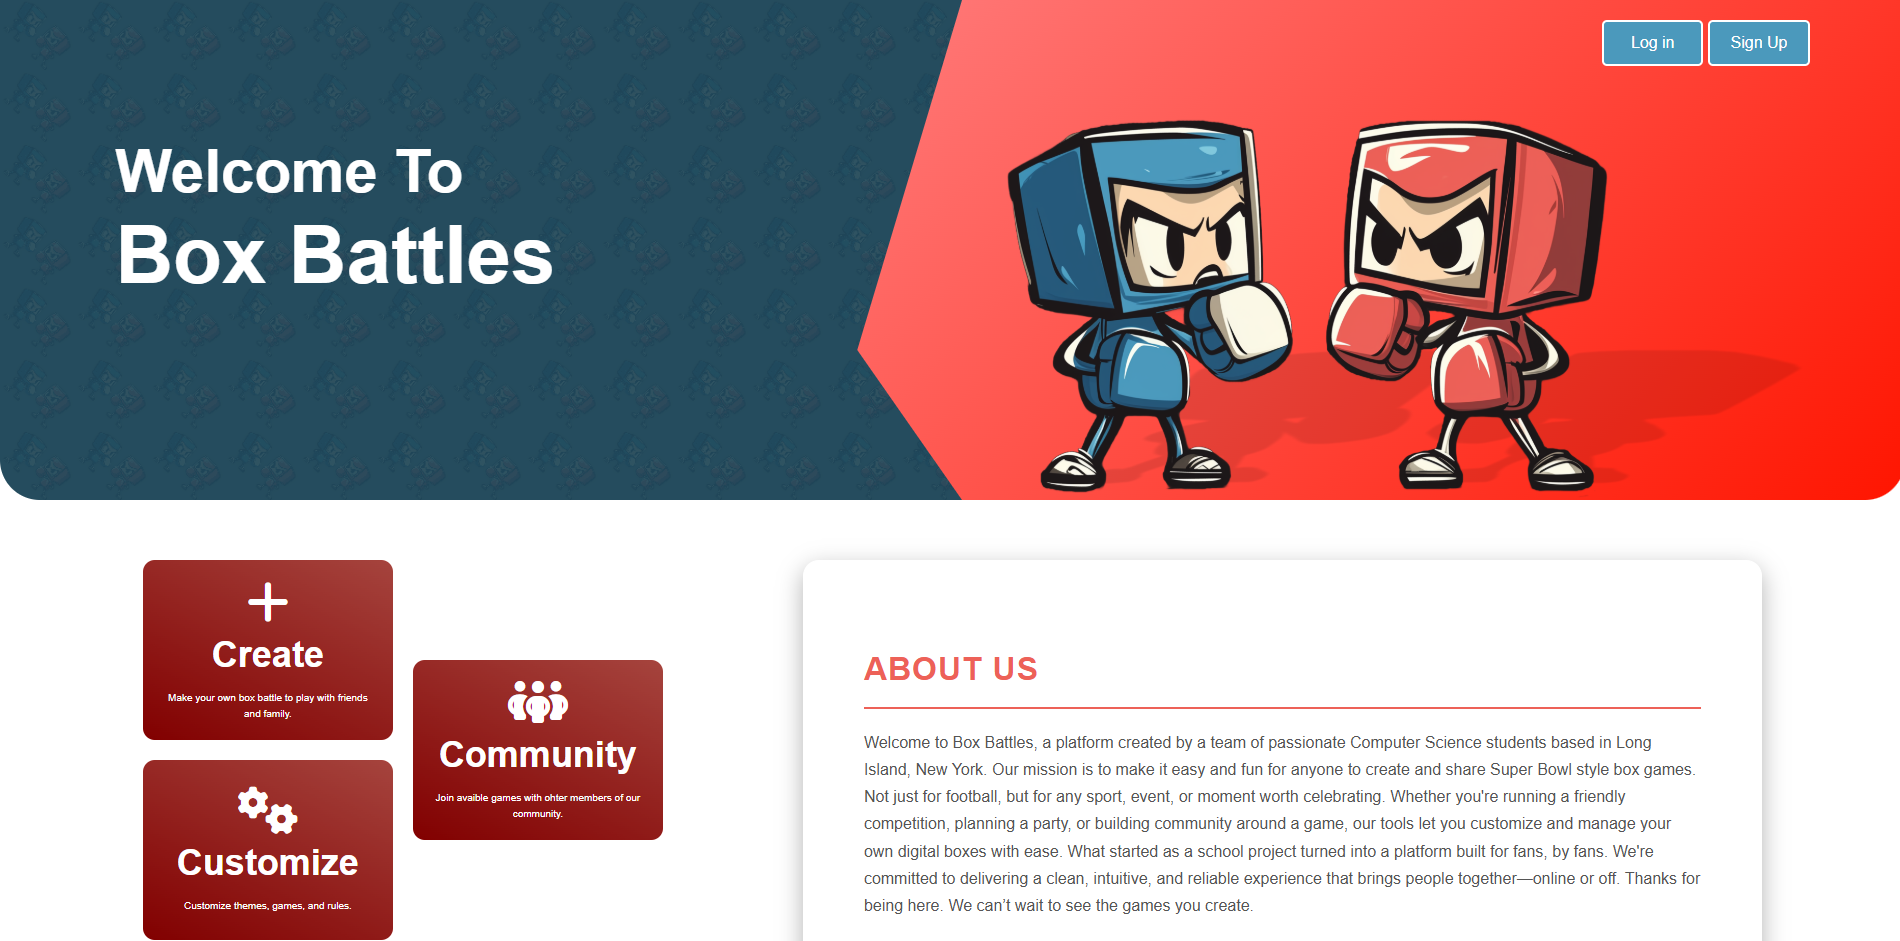 Log in
Sign Up
Welcome To
Box Battles
Create
Make your own box battle to play with friends
and family.
Community
Join avaible games with ohter members of our
community.
Customize
Customize themes, games, and rules.
ABOUT US
Welcome to Box Battles, a platform created by a team of passionate Computer Science students based in Long
Island, New York. Our mission is to make it easy and fun for anyone to create and share Super Bowl style box games.
Not just for football, but for any sport, event, or moment worth celebrating. Whether you're running a friendly
competition, planning a party, or building community around a game, our tools let you customize and manage your
own digital boxes with ease. What started as a school project turned into a platform built for fans, by fans. We're
committed to delivering a clean, intuitive, and reliable experience that brings people together—online or off. Thanks for
being here. We can’t wait to see the games you create.